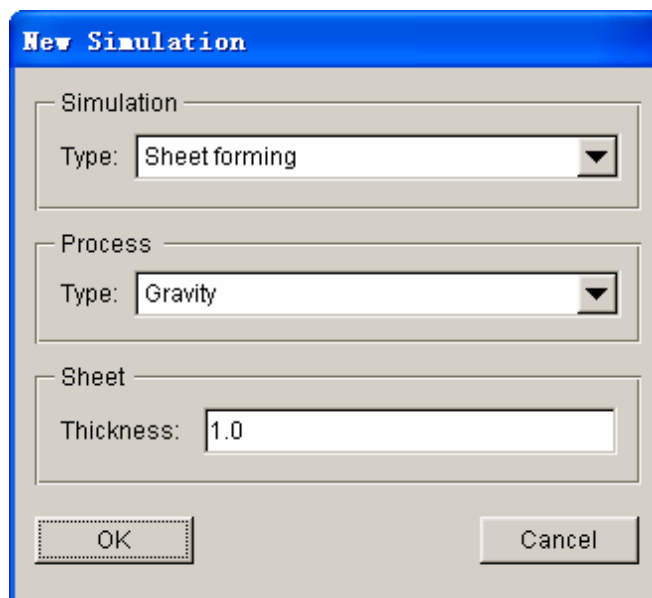 New Simulation
Simulation
Type: Sheet forming
Process
Type: Gravity
Sheet
Thickness: 1.0
OK Cancel